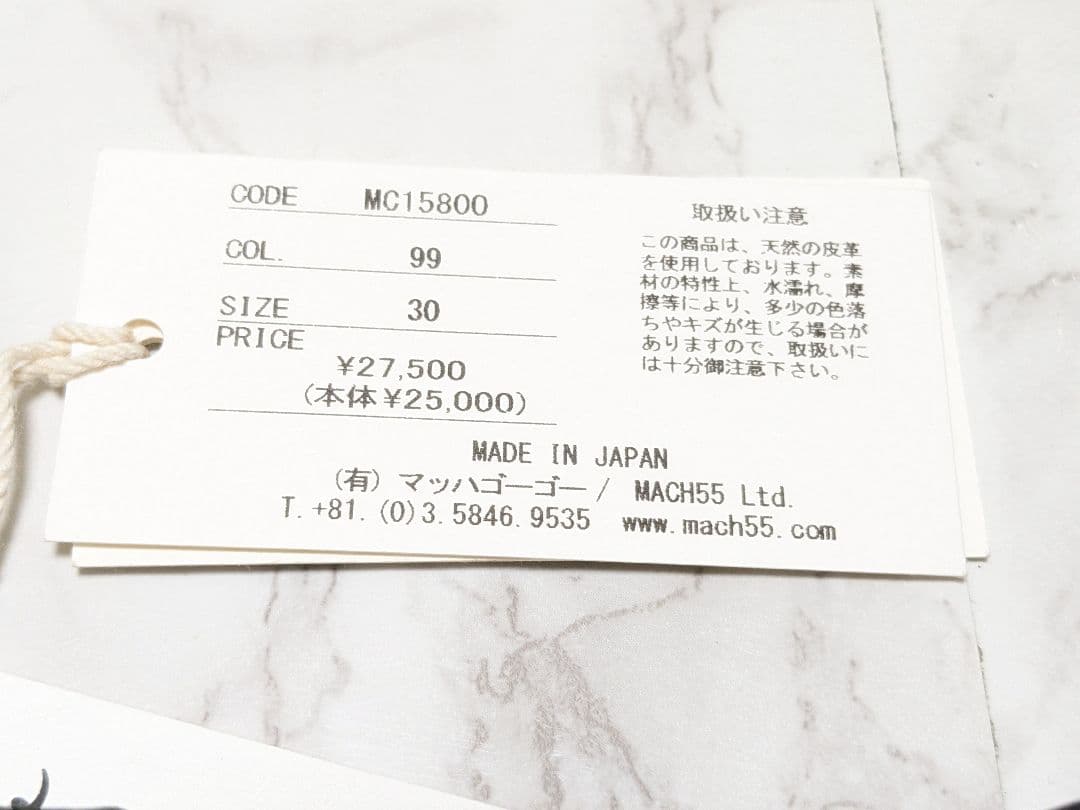 CODE MC15800
COL. 99
SIZE 30
PRICE
¥27,500
(本体¥25,000)
取扱い注意
この商品は、天然の皮革
を使用しております。素
材の特性上、水濡れ、摩
擦等により、多少の色落
ちやキズが生じる場合が
ありますので、取扱いに
は十分御注意下さい。
MADE IN JAPAN
(有) マッハゴーゴー/ MACH55 Ltd.
T. +81. (0)3. 5846. 9535 www.mach55.com